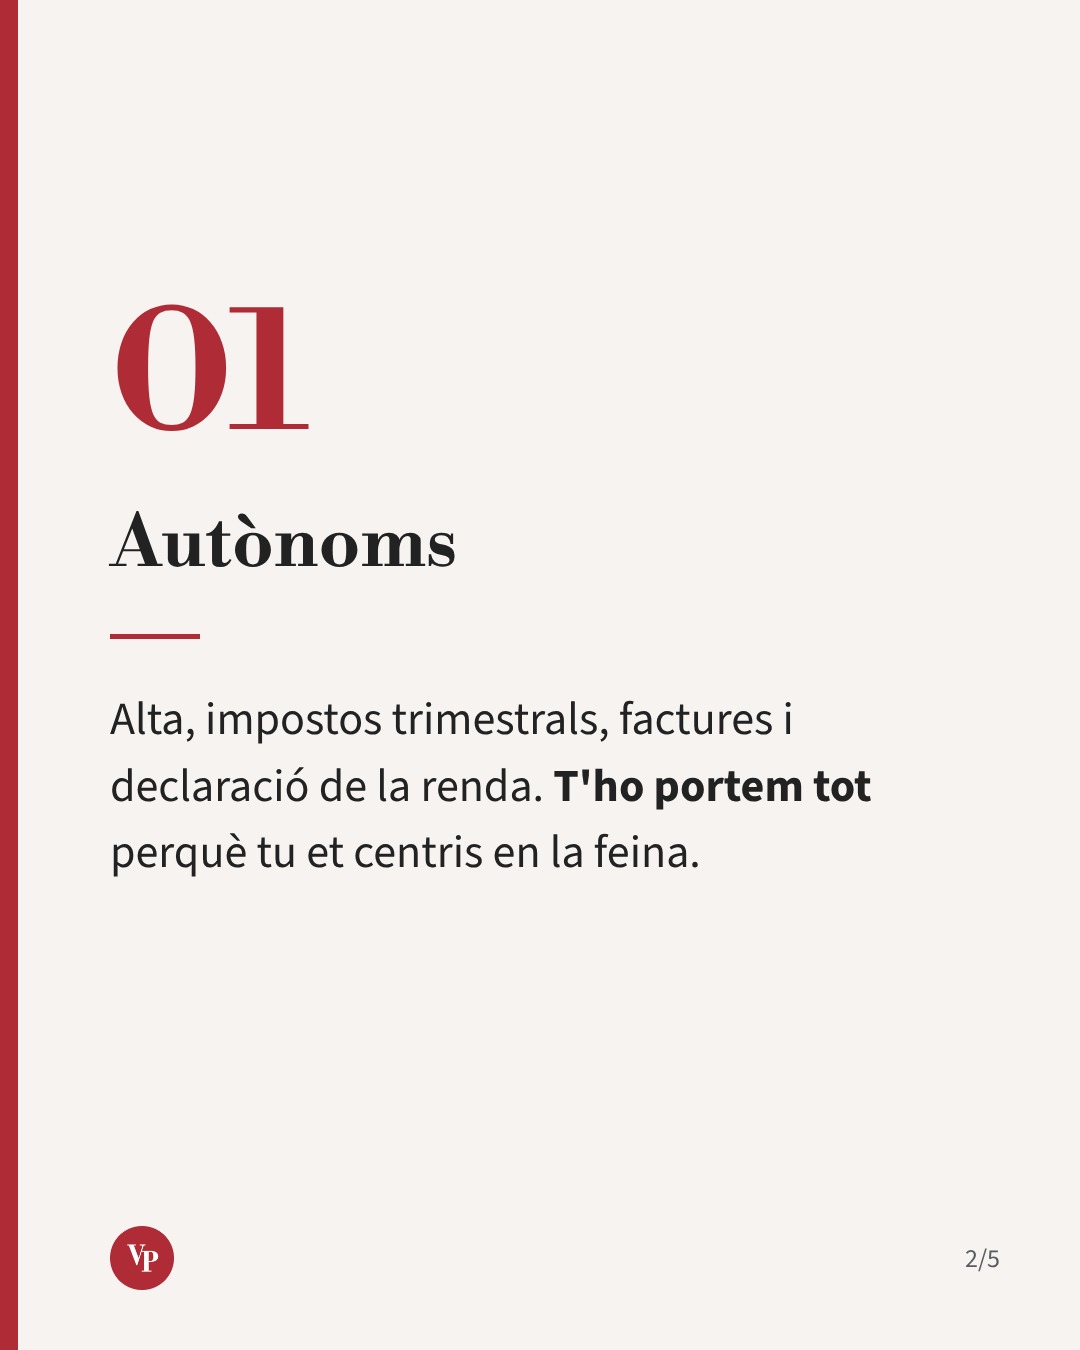 01
Autònoms
Alta, impostos trimestrals, factures i
declaració de la renda. T'ho portem tot
perquè tu et centris en la feina.
VP
2/5